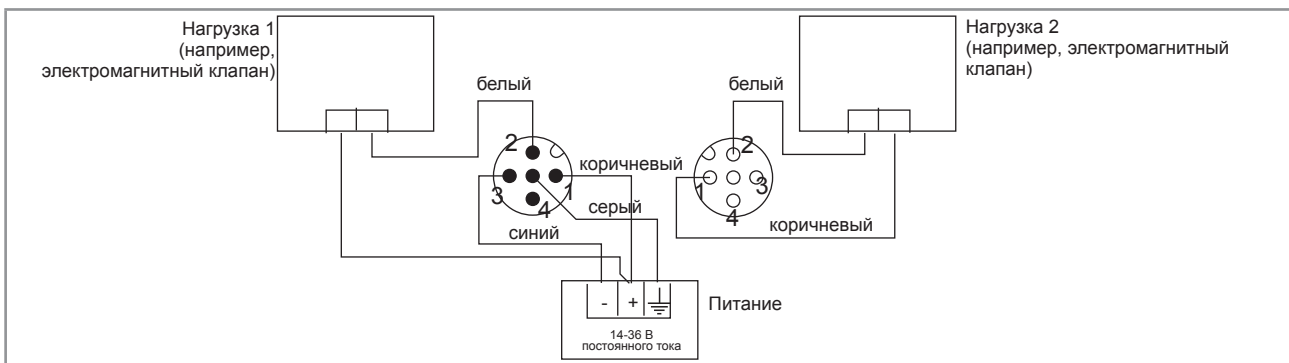 Нагрузка 1
(например,
электромагнитный клапан)
белый
2
1
3
4
коричневый
серый
синий
- + 
Питание
14-36 В
постоянного тока
Нагрузка 2
(например, электромагнитный
клапан)
белый
2
1
3
4
коричневый